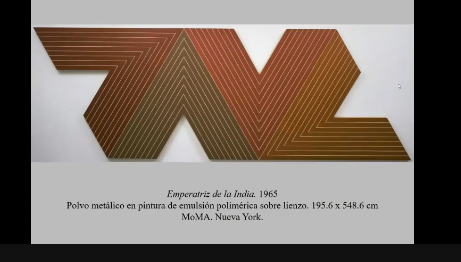 Emperatriz de la India. 1965
Polvo metálico en pintura de emulsión polimérica sobre lienzo. 195.6 x 548.6 cm
MoMA. Nueva York.